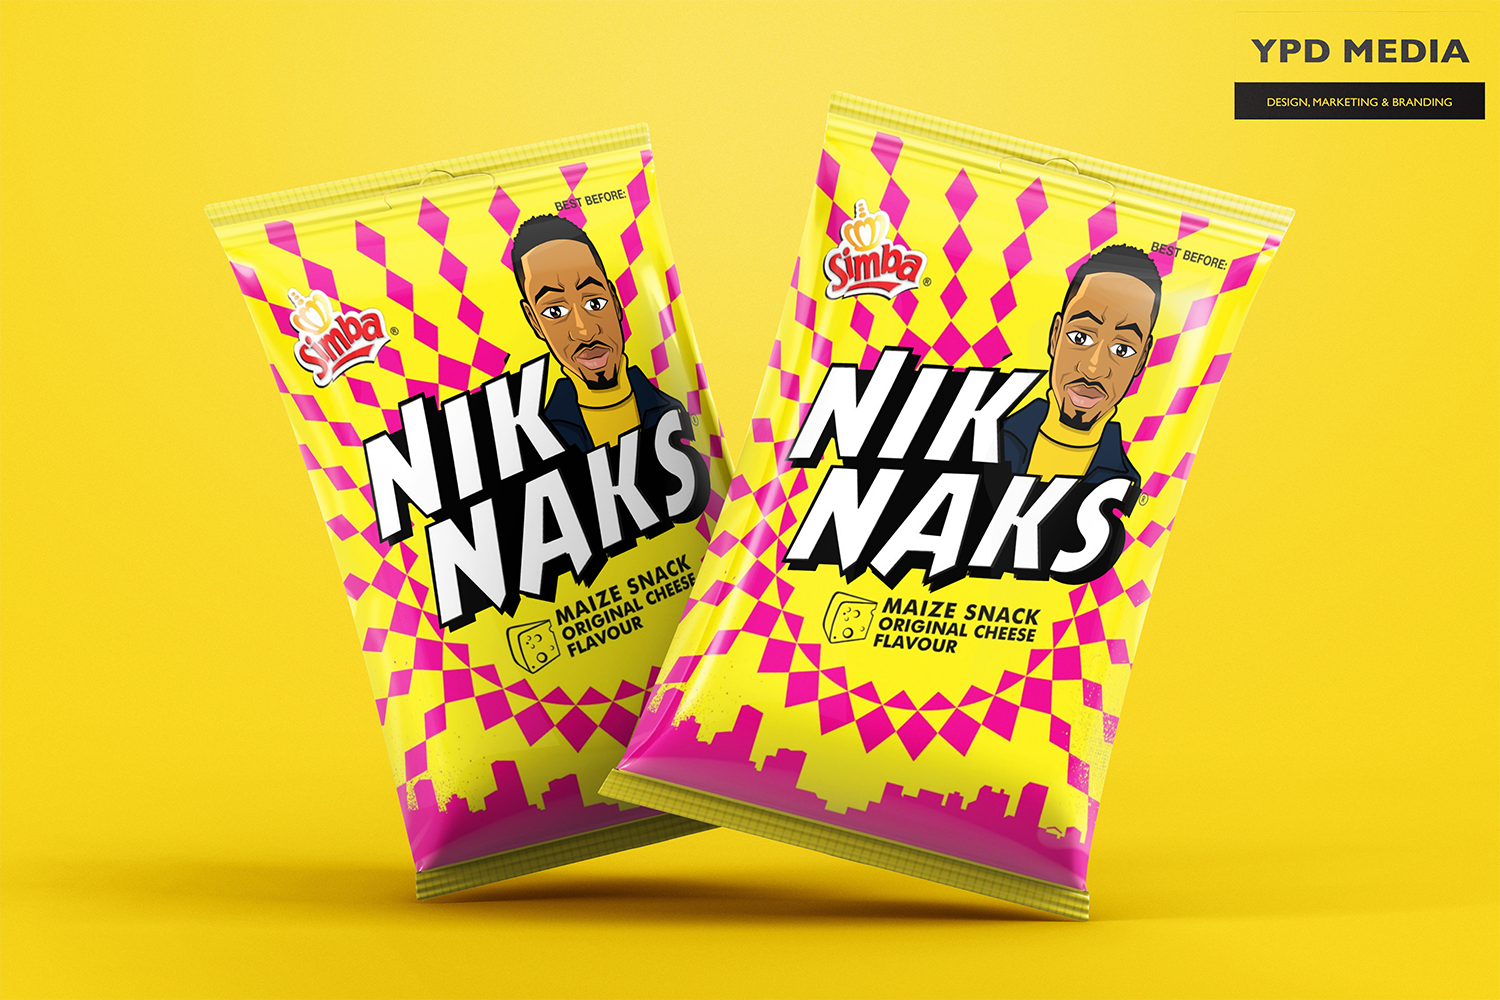 YPD MEDIA
DESIGN, MARKETING & BRANDING
BEST BEFORE:
Simba®
NIK
NAKS®
MAIZE SNACK
ORIGINAL CHEESE
FLAVOUR
BEST BEFORE:
Simba®
NIK
NAKS®
MAIZE SNACK
ORIGINAL CHEESE
FLAVOUR